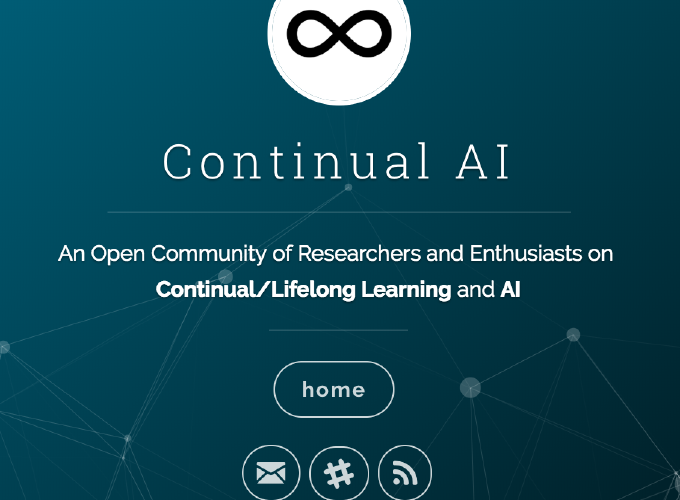 Continual AI
An Open Community of Researchers and Enthusiasts on
Continual/Lifelong Learning and AI
home